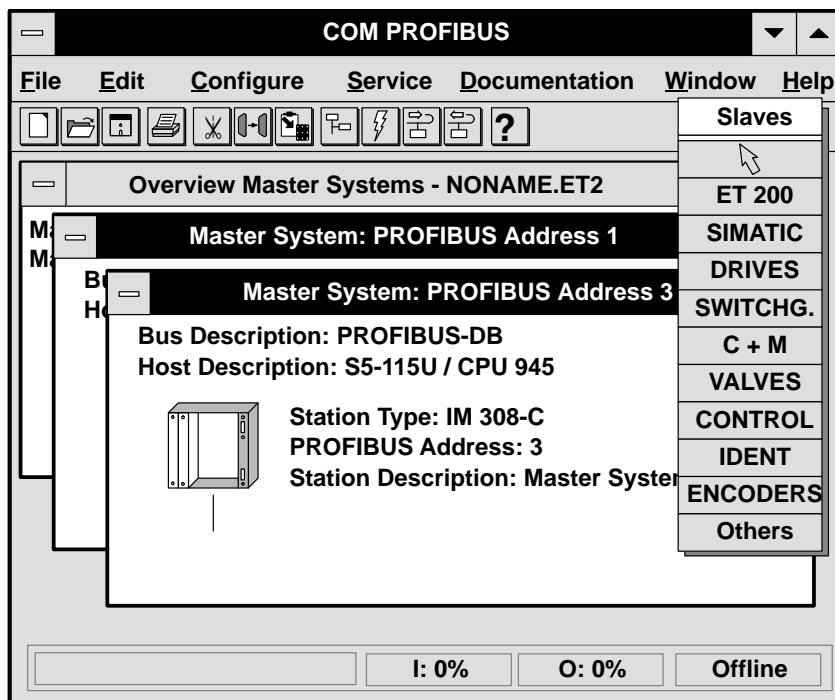 COM PROFIBUS
File Edit Configure Service Documentation Window Help
?
Slaves
ET 200
SIMATIC
DRIVES
SWITCHG.
C + M
VALVES
CONTROL
IDENT
ENCODERS
Others
Overview Master Systems - NONAME.ET2
Master System: PROFIBUS Address 1
Master System: PROFIBUS Address 3
Bus Description: PROFIBUS-DB
Host Description: S5-115U / CPU 945
Station Type: IM 308-C
PROFIBUS Address: 3
Station Description: Master System
I: 0% O: 0% Offline